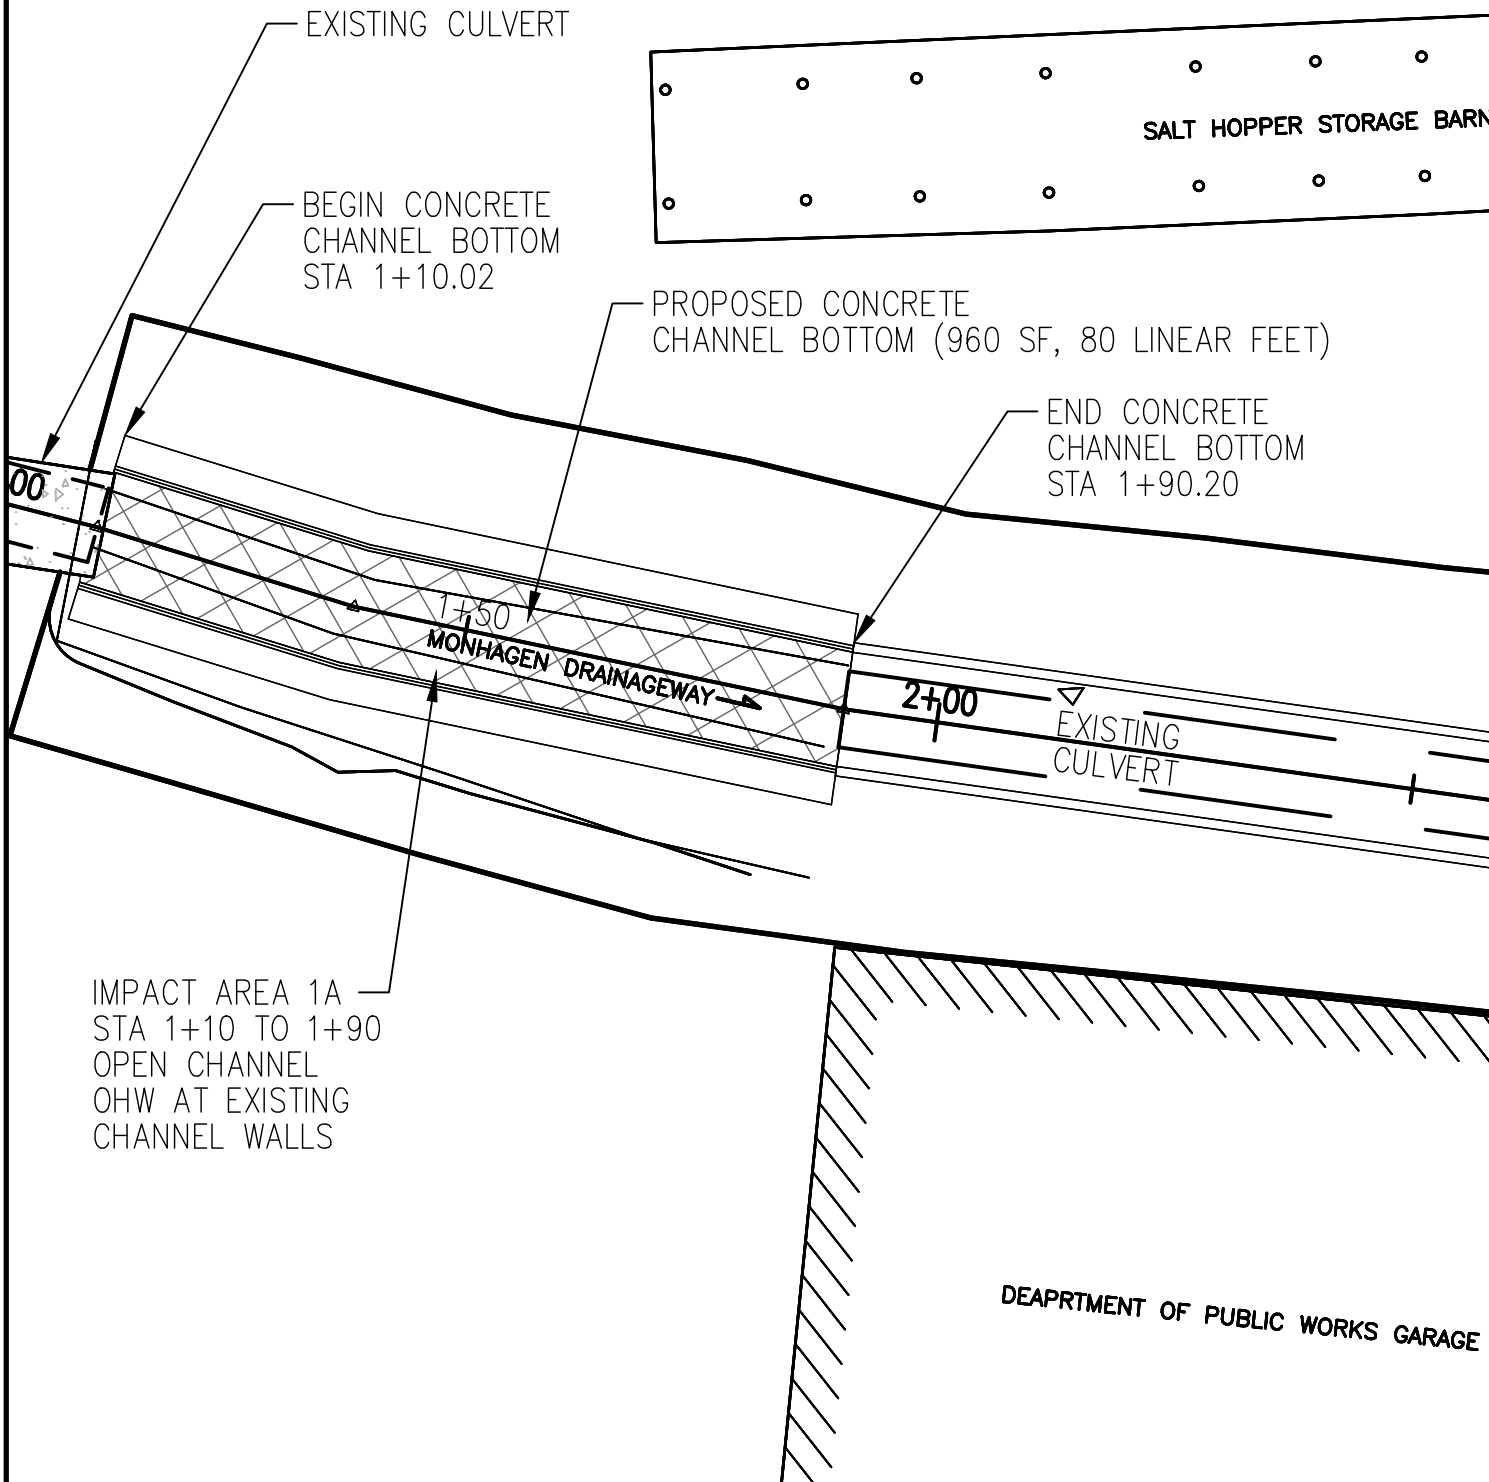 EXISTING CULVERT
SALT HOPPER STORAGE BARN
BEGIN CONCRETE
CHANNEL BOTTOM
STA 1+10.02
PROPOSED CONCRETE
CHANNEL BOTTOM (960 SF, 80 LINEAR FEET)
END CONCRETE
CHANNEL BOTTOM
STA 1+90.20
00
1+50
MONHAGEN DRAINAGEWAY
2+00
EXISTING
CULVERT
IMPACT AREA 1A
STA 1+10 TO 1+90
OPEN CHANNEL
OHW AT EXISTING
CHANNEL WALLS
DEAPRTMENT OF PUBLIC WORKS GARAGE